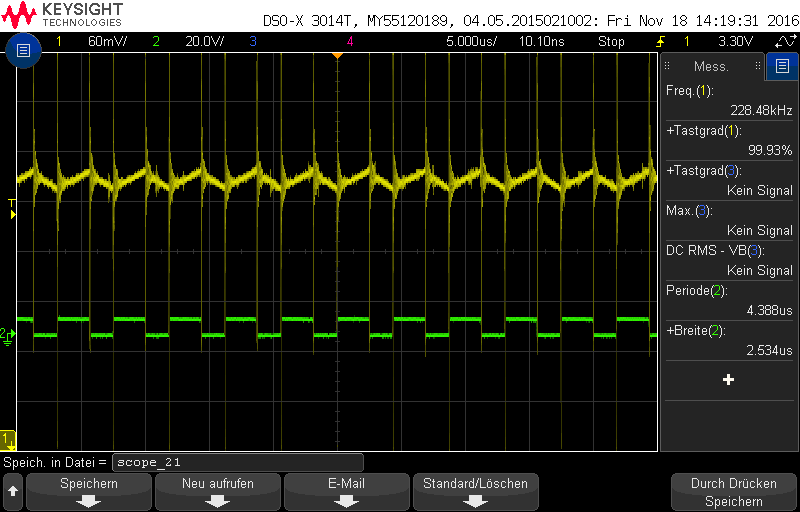 KEYSIGHT
TECHNOLOGIES
DSO-X 3014T, MY55120189, 04.05.2015021002: Fri Nov 18 14:19:31 2016
1 60mV/ 2 20.0V/ 3 4 5.000us/ 10.10ns Stop 1 3.30V
Mess.
Freq.(1):
228.48kHz
+Tastgrad(1):
99.93%
+Tastgrad(3):
Kein Signal
Max.(3):
Kein Signal
DC RMS - VB(3):
Kein Signal
Periode(2):
4.388us
+Breite(2):
2.534us
T
2
1
Speich. in Datei = scope_21
Speichern
Neu aufrufen
E-Mail
Standard/Löschen
Durch Drücken
Speichern